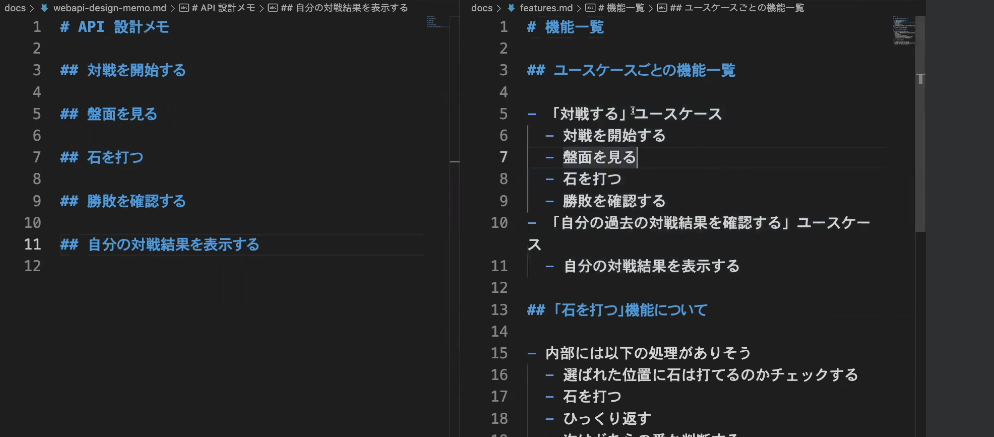 docs > webapi-design-memo.md > # API 設計メモ > ## 自分の対戦結果を表示する
1 # API 設計メモ
2
3 ## 対戦を開始する
4
5 ## 盤面を見る
6
7 ## 石を打つ
8
9 ## 勝敗を確認する
10
11 ## 自分の対戦結果を表示する
12
docs > features.md > # 機能一覧 > ## ユースケースごとの機能一覧
1 # 機能一覧
2
3 ## ユースケースごとの機能一覧
4
5 - 「対戦する」ユースケース
6 - 対戦を開始する
7 - 盤面を見る
8 - 石を打つ
9 - 勝敗を確認する
10 - 「自分の過去の対戦結果を確認する」ユースケー
ス
11 - 自分の対戦結果を表示する
12
13 ## 「石を打つ」機能について
14
15 - 内部には以下の処理がありそう
16 - 選ばれた位置に石は打てるのかチェックする
17 - 石を打つ
18 - ひっくり返す